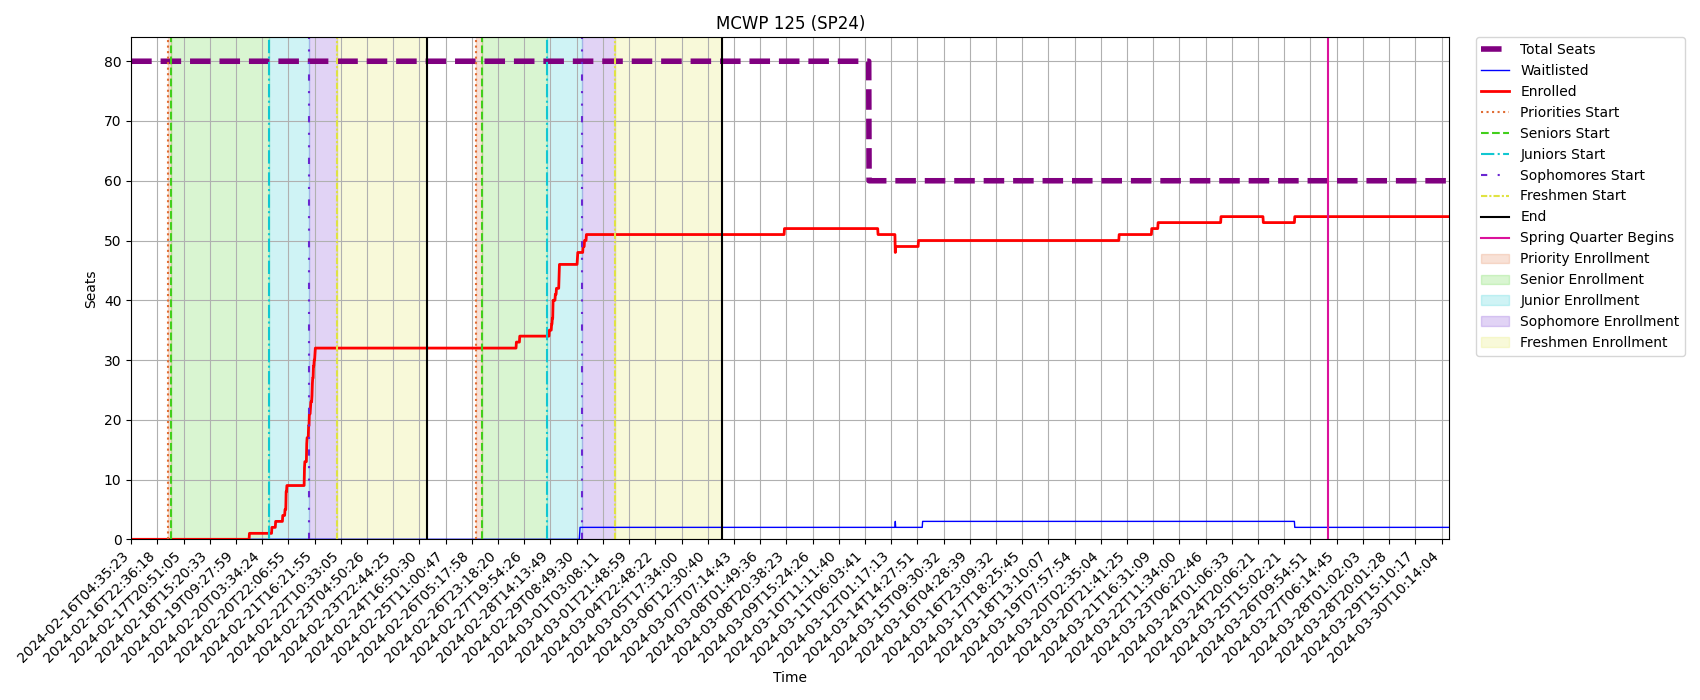 MCWP 125 (SP24)
Seats
80
70
60
50
40
30
20
10
0
2024-02-16T04:35:23
2024-02-16T22:36:18
2024-02-17T20:51:05
2024-02-18T15:20:33
2024-02-19T09:27:59
2024-02-20T03:34:24
2024-02-20T22:06:55
2024-02-21T16:21:55
2024-02-22T10:33:05
2024-02-23T04:50:26
2024-02-23T22:44:25
2024-02-24T16:50:30
2024-02-25T11:00:47
2024-02-26T05:17:58
2024-02-26T23:18:20
2024-02-27T19:54:26
2024-02-28T14:13:49
2024-02-29T08:49:30
2024-03-01T03:08:11
2024-03-01T21:48:59
2024-03-04T22:48:22
2024-03-05T17:34:00
2024-03-06T12:30:40
2024-03-07T07:14:43
2024-03-08T01:49:36
2024-03-08T20:38:23
2024-03-09T15:24:26
2024-03-10T11:11:40
2024-03-11T06:03:41
2024-03-12T01:17:13
2024-03-14T14:27:51
2024-03-15T09:30:32
2024-03-16T04:28:39
2024-03-16T23:09:32
2024-03-17T18:25:45
2024-03-18T13:10:07
2024-03-19T07:57:54
2024-03-20T02:35:04
2024-03-20T21:41:25
2024-03-21T16:31:09
2024-03-22T11:34:00
2024-03-23T06:22:46
2024-03-24T01:06:33
2024-03-24T20:06:21
2024-03-25T15:02:21
2024-03-26T09:54:51
2024-03-27T06:14:45
2024-03-28T01:02:03
2024-03-28T20:01:28
2024-03-29T15:10:17
2024-03-30T10:14:04
Time
Total Seats
Waitlisted
Enrolled
Priorities Start
Seniors Start
Juniors Start
Sophomores Start
Freshmen Start
End
Spring Quarter Begins
Priority Enrollment
Senior Enrollment
Junior Enrollment
Sophomore Enrollment
Freshmen Enrollment